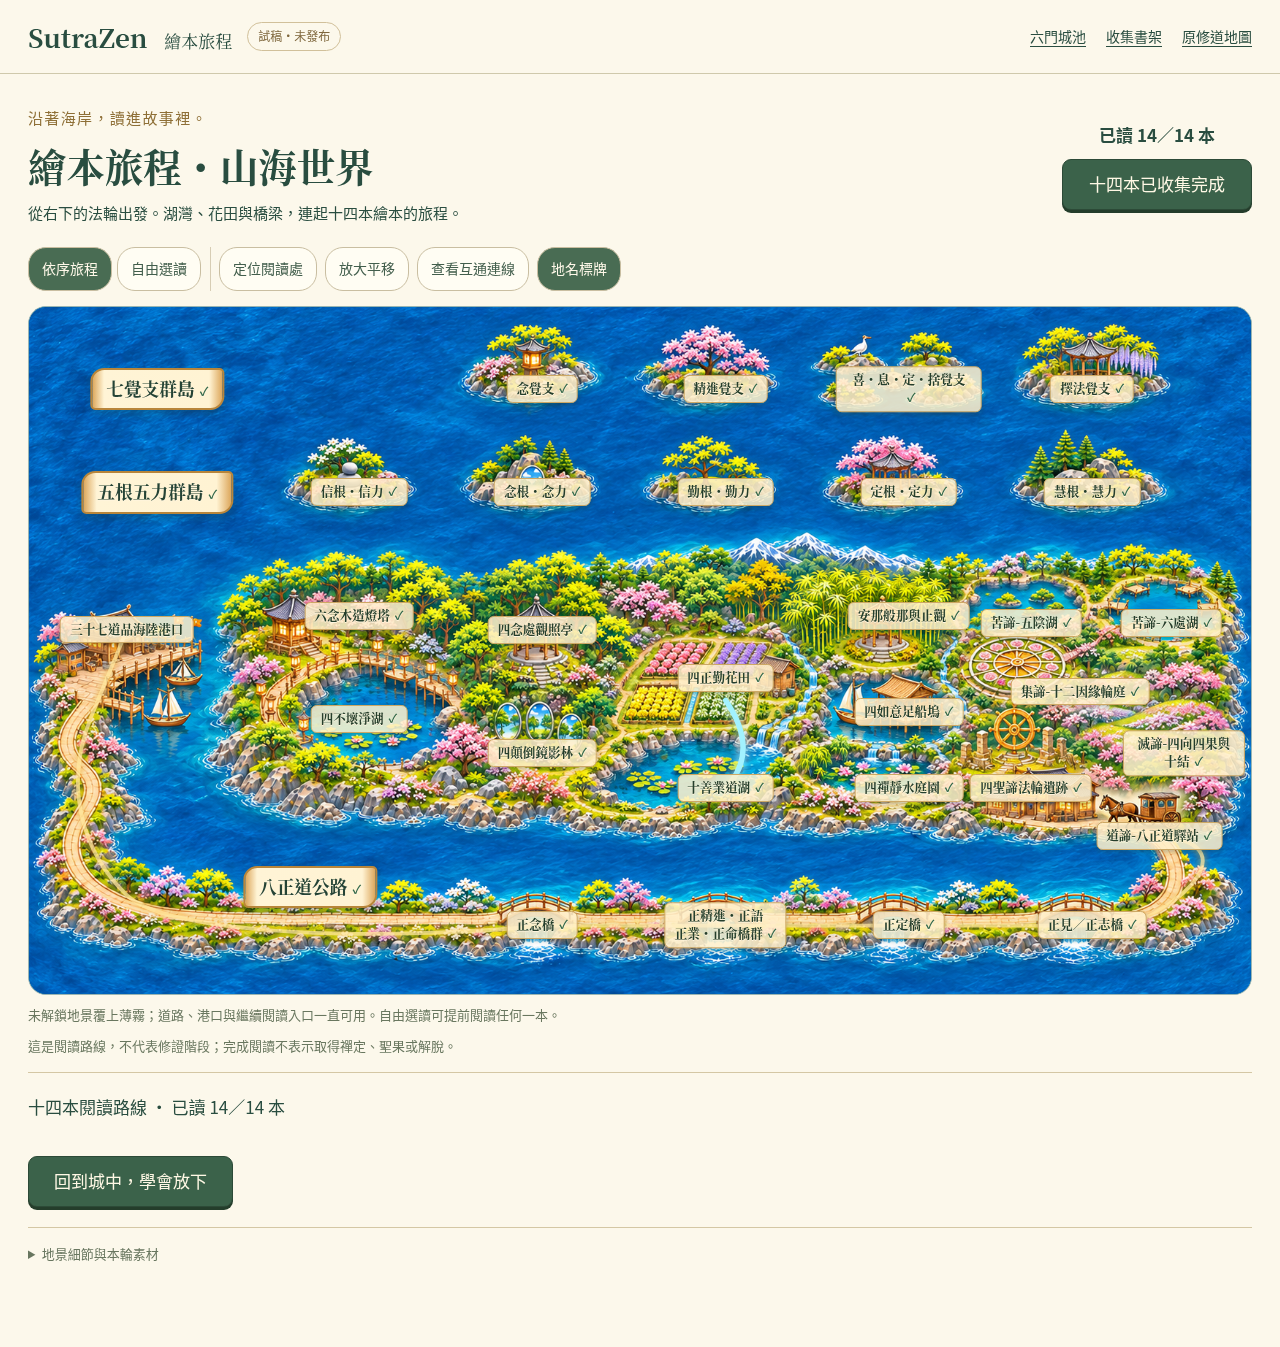 SutraZen 繪本旅程 試稿・未發布 六門城池 收集書架 原修道地圖
沿著海岸，讀進故事裡。
繪本旅程・山海世界
從右下的法輪出發。湖灣、花田與橋梁，連起十四本繪本的旅程。
已讀 14／14 本
十四本已收集完成
依序旅程 自由選讀 定位閱讀處 放大平移 查看互通連線 地名標牌
七覺支群島 ✓
念覺支 ✓
精進覺支 ✓
喜・息・定・捨覺支
✓
擇法覺支 ✓
五根五力群島 ✓
信根・信力 ✓
念根・念力 ✓
勤根・勤力 ✓
定根・定力 ✓
慧根・慧力 ✓
三十七道品海陸港口
六念木造燈塔 ✓
四念處觀照亭 ✓
安那般那與止觀 ✓
苦諦-五陰湖 ✓
苦諦-六處湖 ✓
四正勤花田 ✓
集諦-十二因緣輪庭 ✓
四不壞淨湖 ✓
四如意足船塢 ✓
四顛倒鏡影林 ✓
滅諦-四向四果與
十結 ✓
十善業道湖 ✓
四禪靜水庭園 ✓
四聖諦法輪遺跡 ✓
道諦-八正道驛站 ✓
八正道公路 ✓
正念橋 ✓
正精進・正語
正業・正命橋群 ✓
正定橋 ✓
正見／正志橋 ✓
未解鎖地景覆上薄霧；道路、港口與繼續閱讀入口一直可用。自由選讀可提前閱讀任何一本。
這是閱讀路線，不代表修證階段；完成閱讀不表示取得禪定、聖果或解脫。
十四本閱讀路線 ・ 已讀 14／14 本
回到城中，學會放下
▶ 地景細節與本輪素材